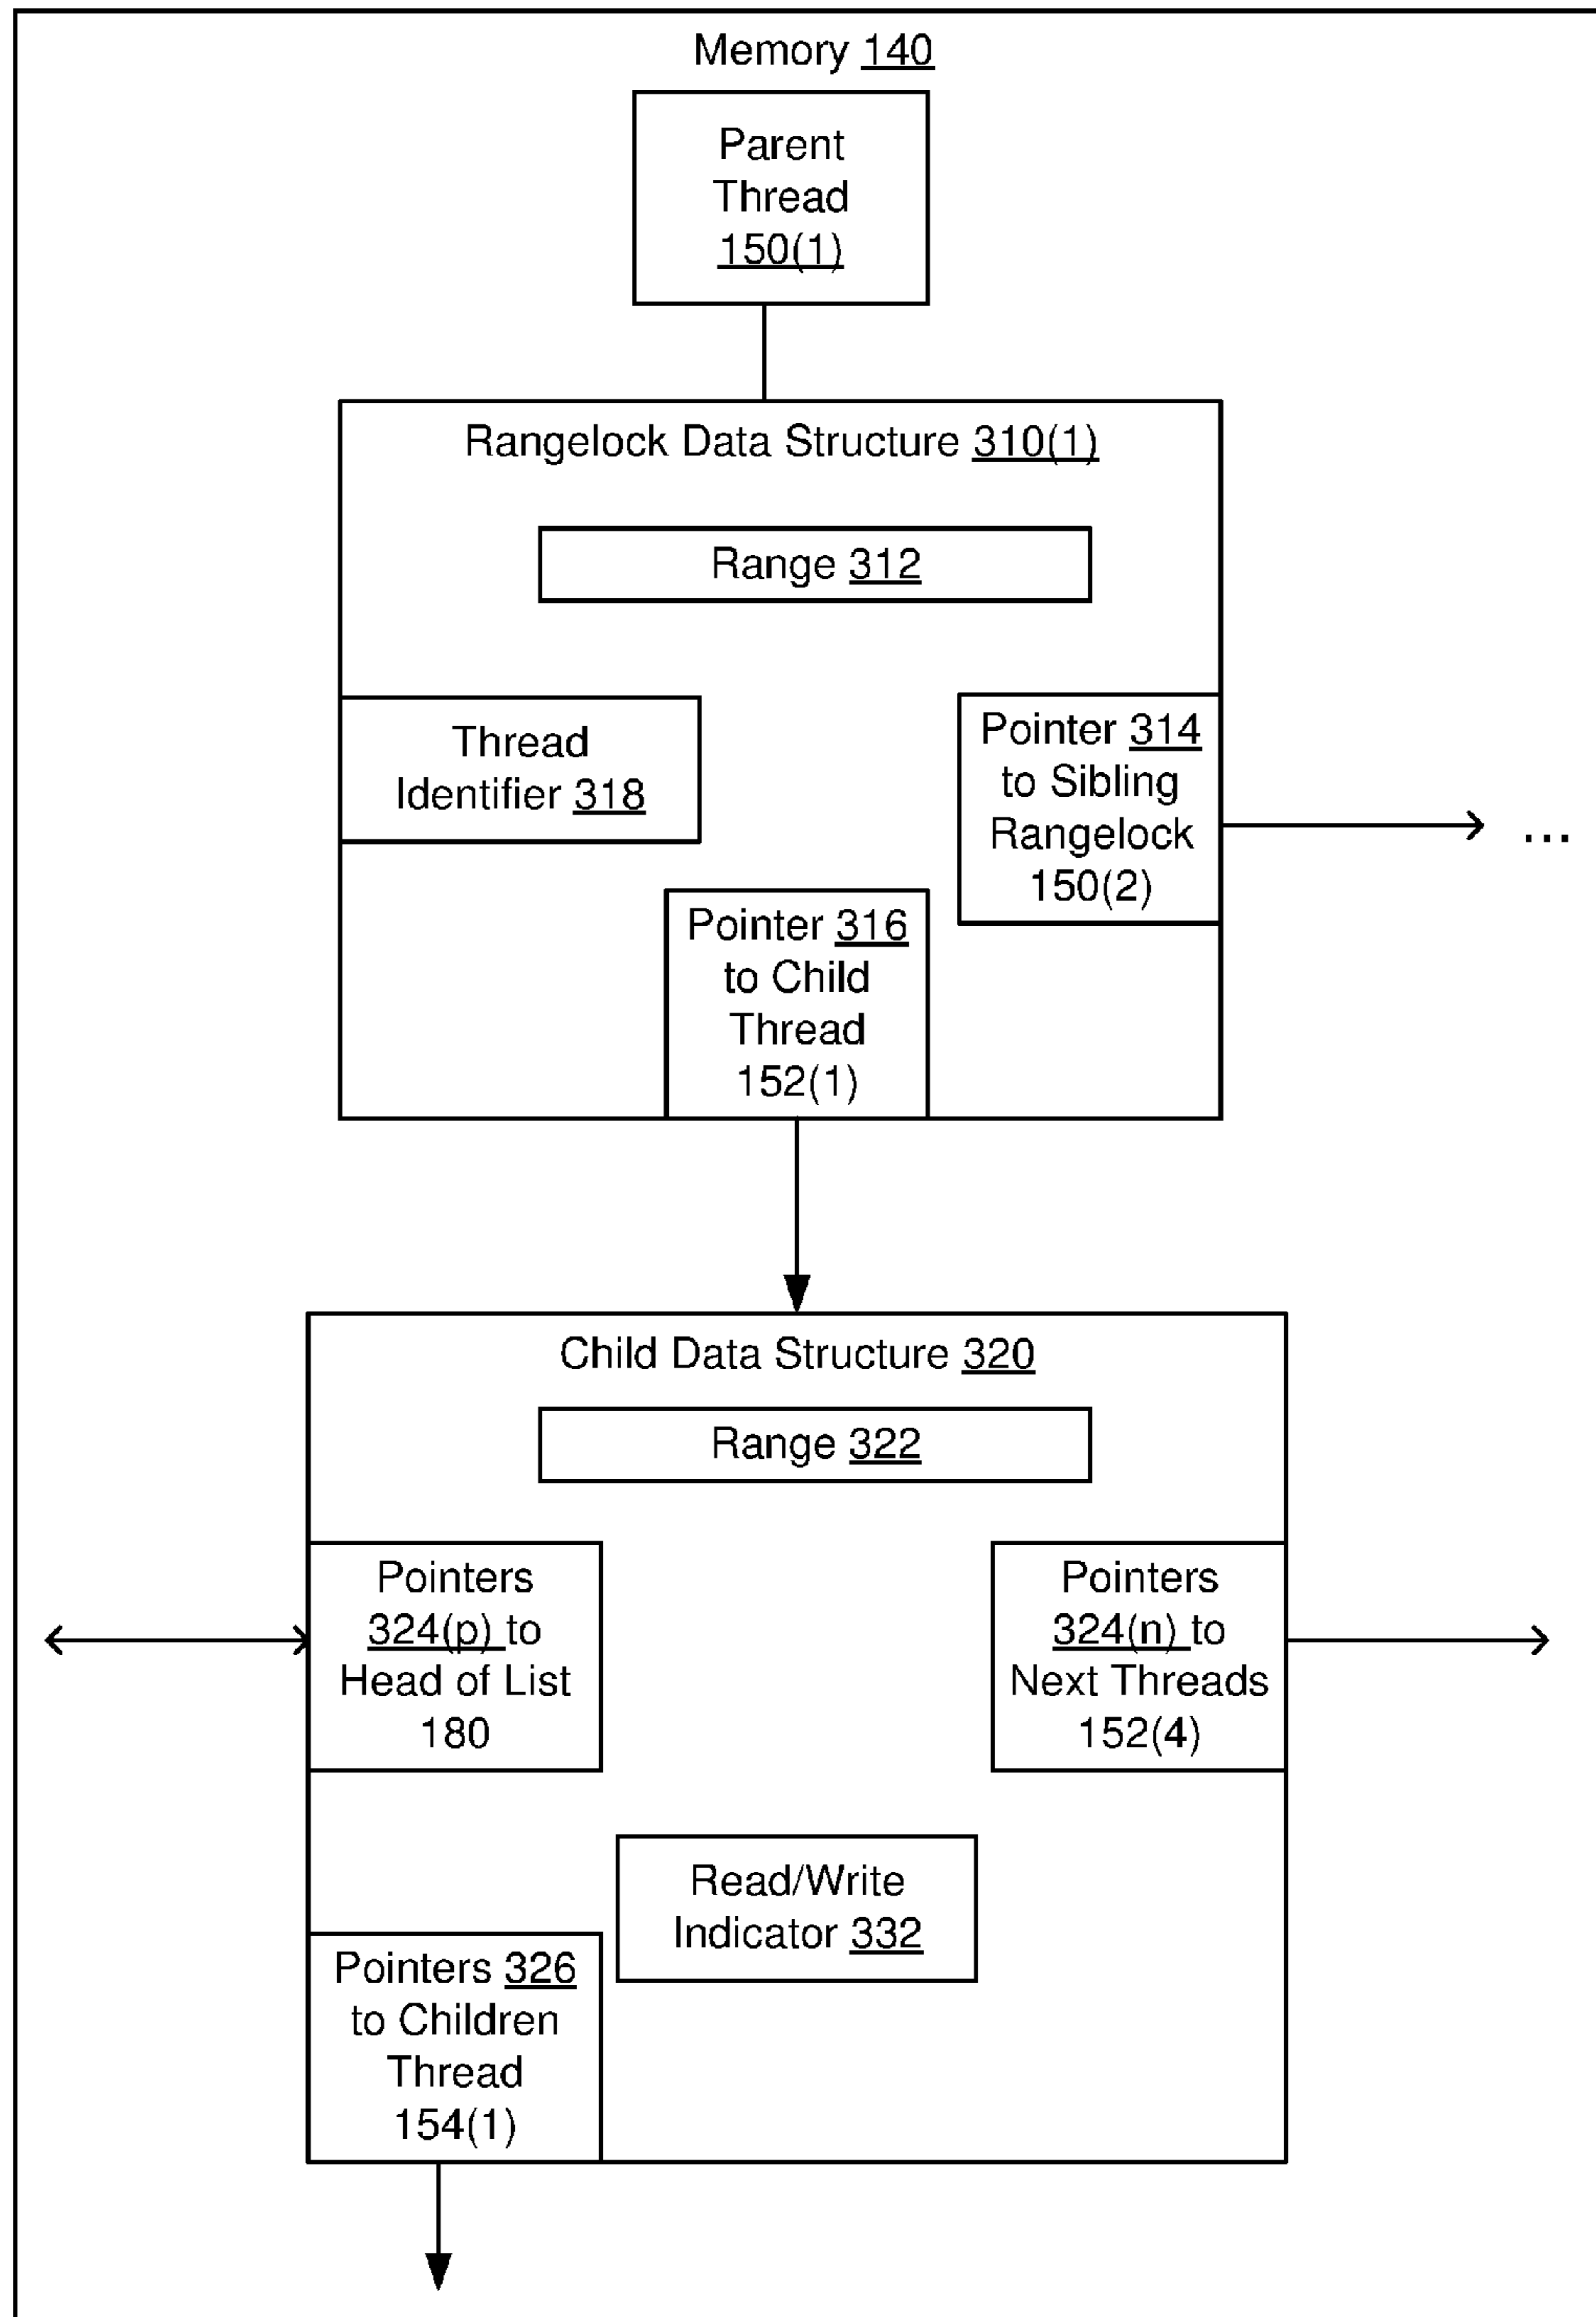 Memory 140
Parent
Thread
150(1)
Rangelock Data Structure 310(1)
Range 312
Thread
Identifier 318
Pointer 314
to Sibling
Rangelock
150(2)
...
Pointer 316
to Child
Thread
152(1)
Child Data Structure 320
Range 322
Pointers
324(p) to
Head of List
180
Pointers
324(n) to
Next Threads
152(4)
Read/Write
Indicator 332
Pointers 326
to Children
Thread
154(1)